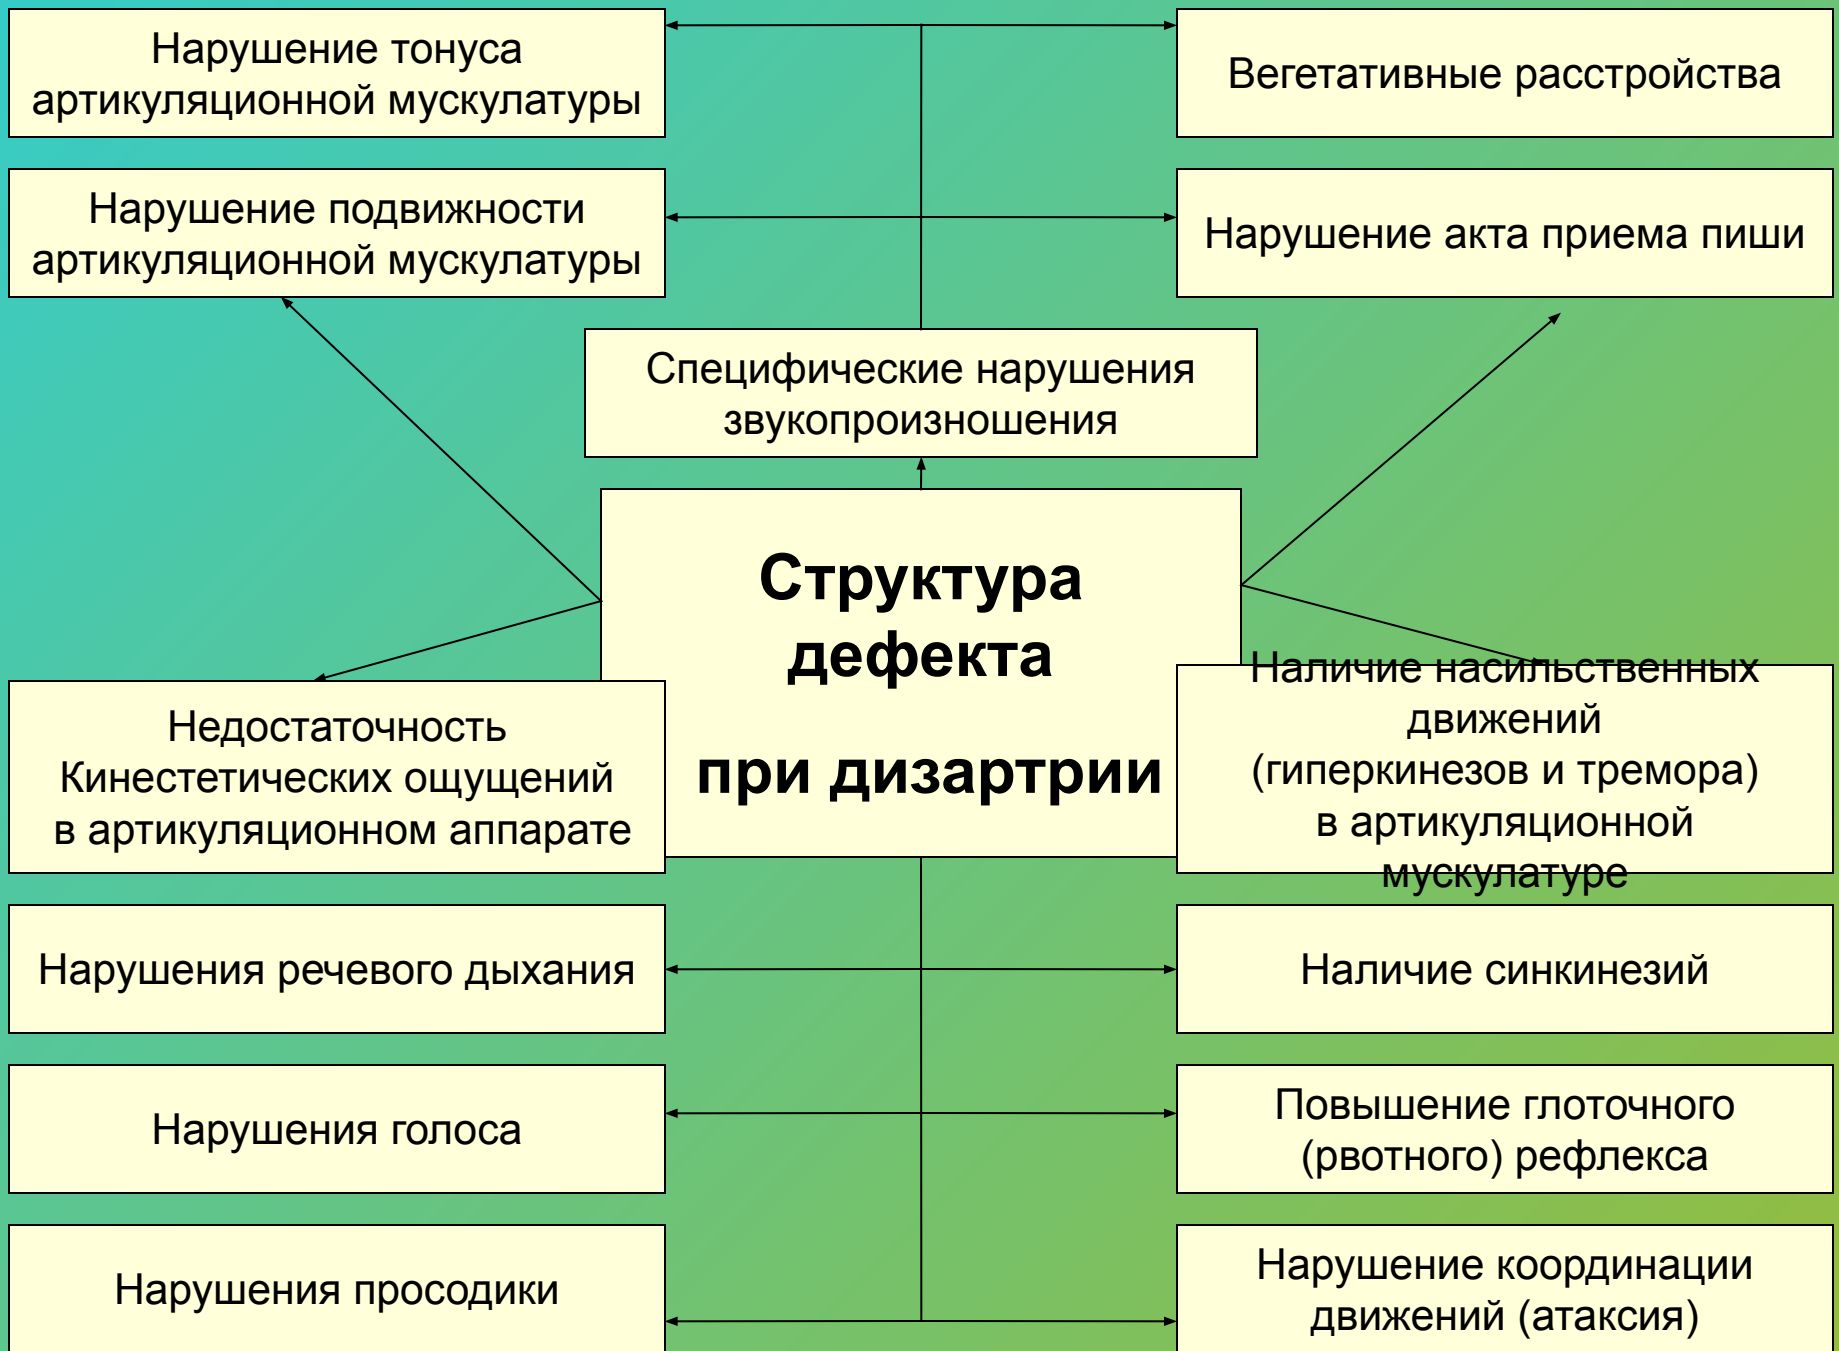 Нарушение тонуса
артикуляционной мускулатуры
Вегетативные расстройства
Нарушение подвижности
артикуляционной мускулатуры
Нарушение акта приема пиши
Специфические нарушения
звукопроизношения
Структура
дефекта
при дизартрии
Недостаточность
Кинестетических ощущений
в артикуляционном аппарате
Наличие насильственных
движений
(гиперкинезов и тремора)
в артикуляционной
мускулатуре
Нарушения речевого дыхания
Наличие синкинезий
Нарушения голоса
Повышение глоточного
(рвотного) рефлекса
Нарушения просодики
Нарушение координации
движений (атаксия)